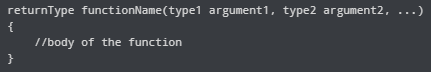 returnType functionName(type1 argument1, type2 argument2, ...)
{
    //body of the function
}